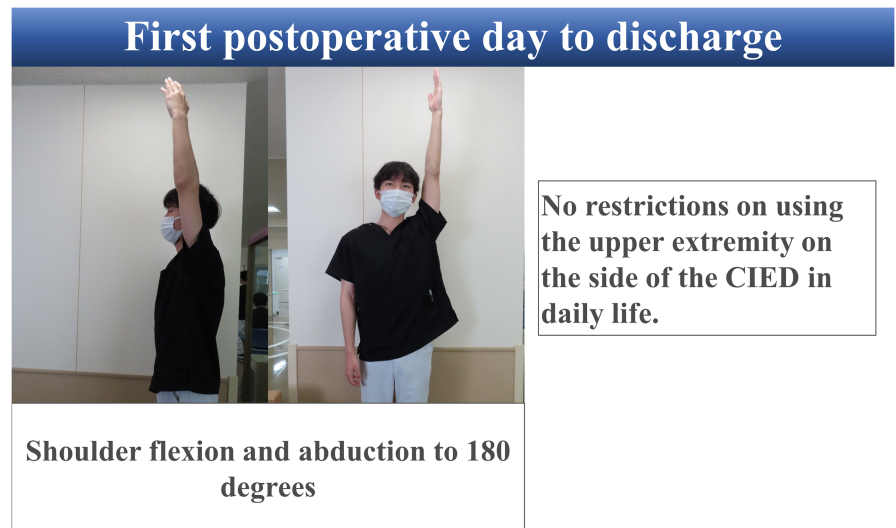 First postoperative day to discharge
No restrictions on using
the upper extremity on
the side of the CIED in
daily life.
Shoulder flexion and abduction to 180
degrees